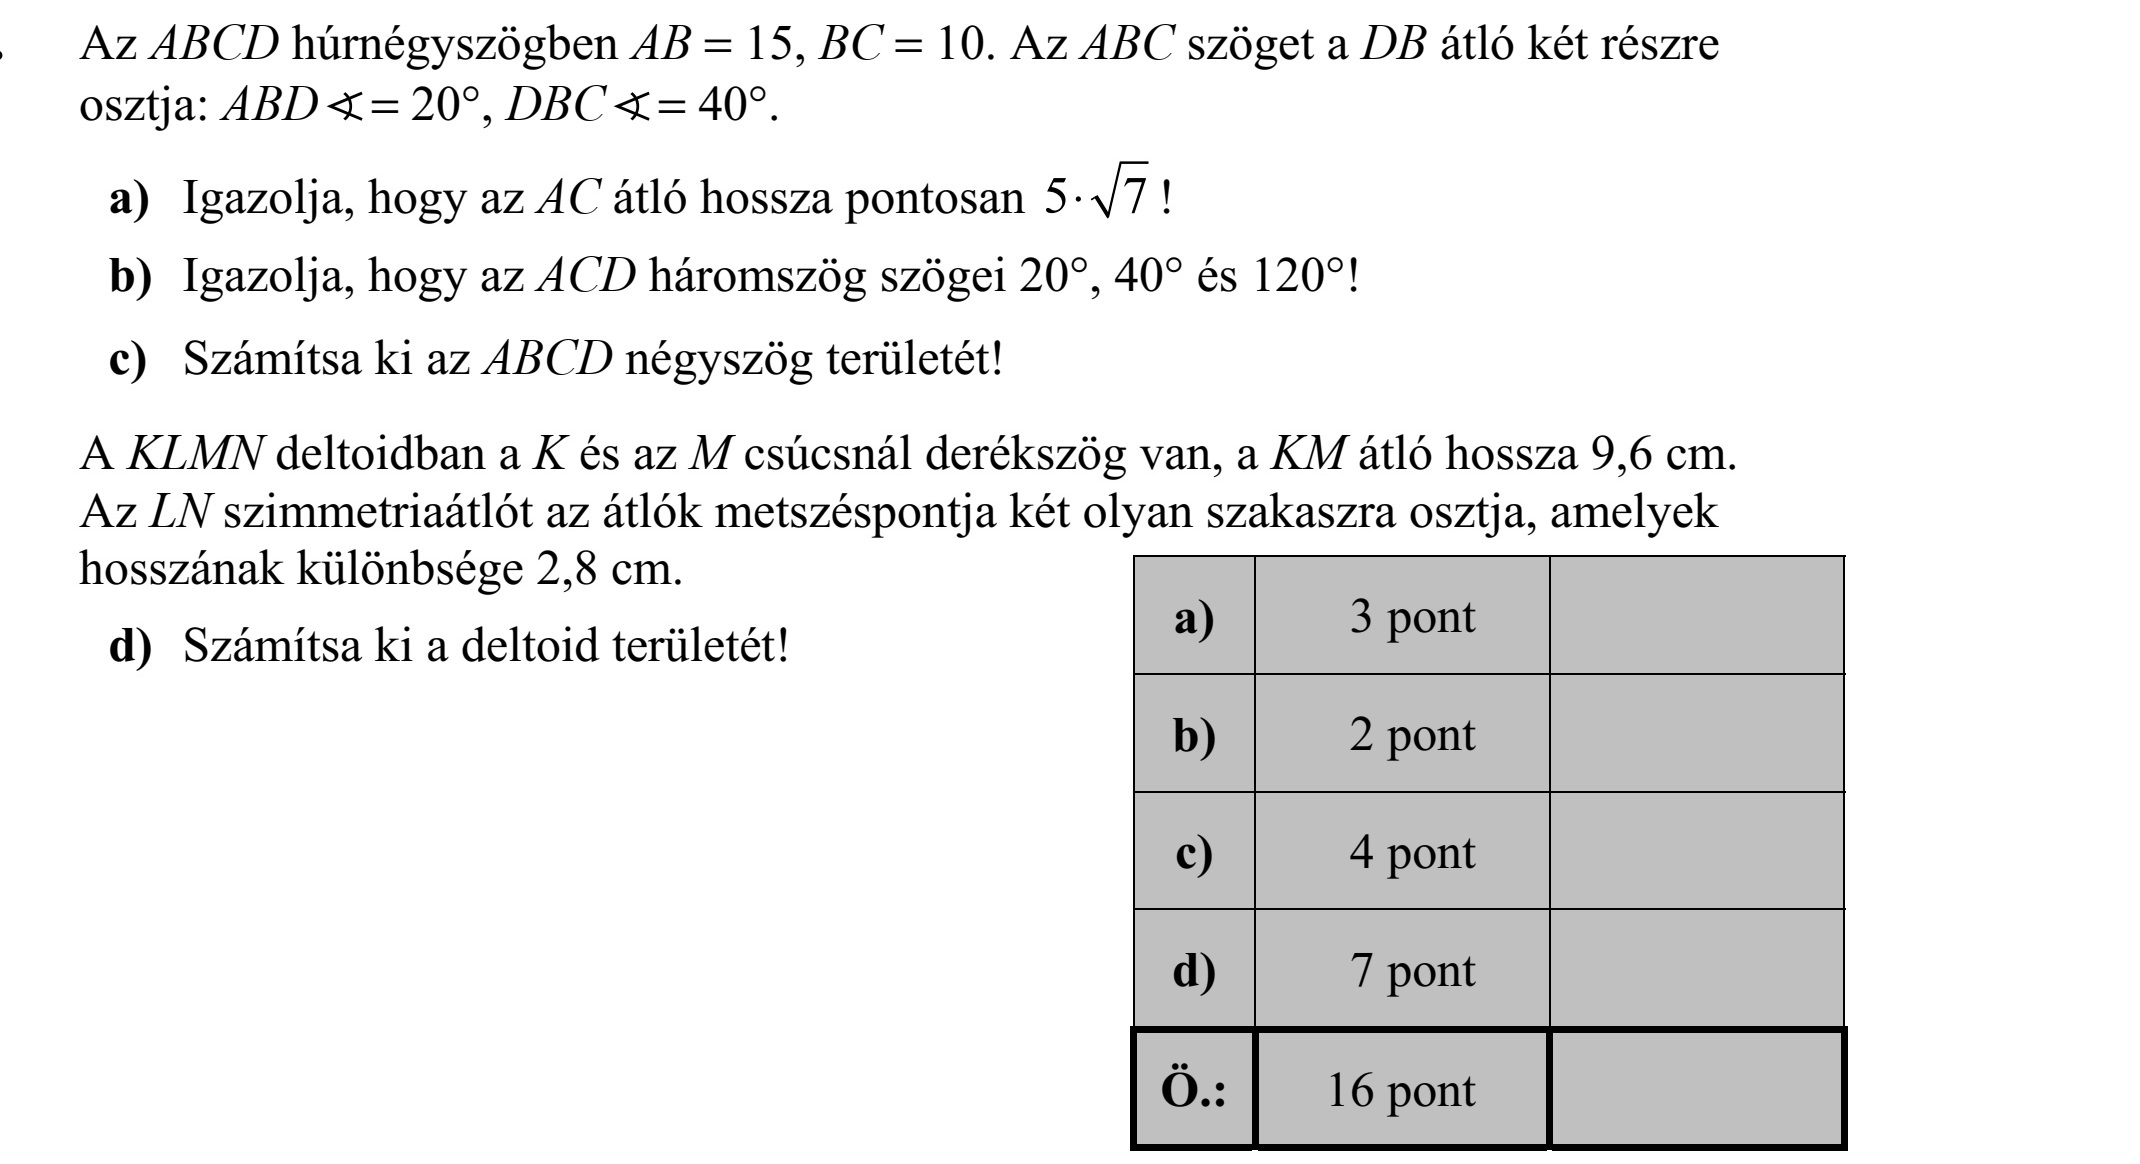 Az ABCD húrnégyszögben AB = 15, BC = 10. Az ABC szöget a DB átló két részre
osztja: ABD∢ = 20°, DBC∢ = 40°.
a) Igazolja, hogy az AC átló hossza pontosan 5·√7 !
b) Igazolja, hogy az ACD háromszög szögei 20°, 40° és 120°!
c) Számítsa ki az ABCD négyszög területét!
A KLMN deltoidban a K és az M csúcsnál derékszög van, a KM átló hossza 9,6 cm.
Az LN szimmetriaátlót az átlók metszéspontja két olyan szakaszra osztja, amelyek
hosszának különbsége 2,8 cm.
d) Számítsa ki a deltoid területét!
a) 3 pont
b) 2 pont
c) 4 pont
d) 7 pont
Ö.: 16 pont